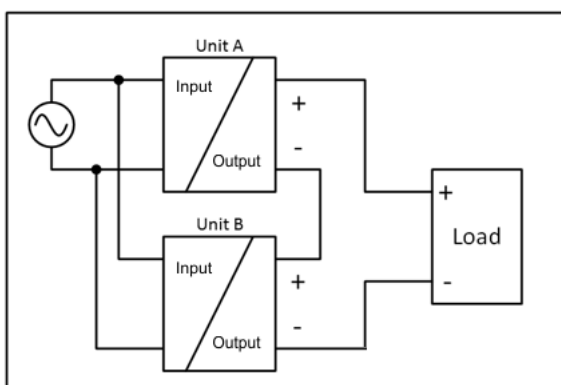 Unit A
Input
+
-
Output
+
Load
-
Unit B
Input
+
-
Output